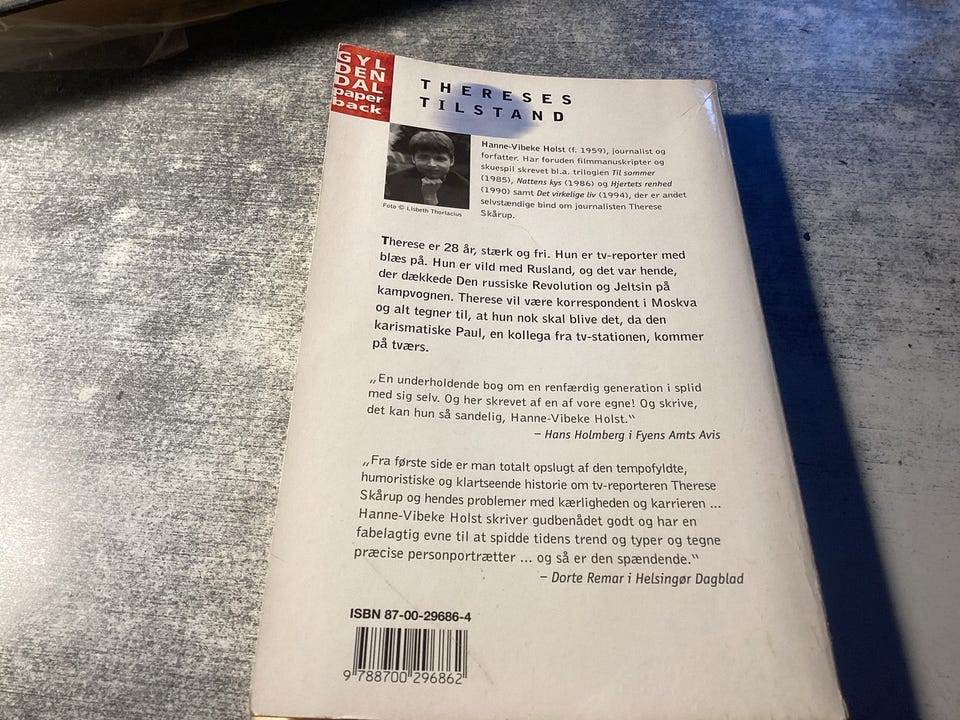 GYL
DEN
DAL
paper
back
THERESES
TILSTAND
Hanne-Vibeke Holst (f. 1959), journalist og
forfatter. Har foruden filmmanuskripter og
skuespil skrevet bl.a. trilogien Til sommer
(1985), Nattens kys (1986) og Hjertets renhed
(1990) samt Det virkelige liv (1994), der er andet
selvstændige bind om journalisten Therese
Skårup.
Foto © Lisbeth Thorlacius
Therese er 28 år, stærk og fri. Hun er tv-reporter med
blæs på. Hun er vild med Rusland, og det var hende,
der dækkede Den russiske Revolution og Jeltsin på
kampvognen. Therese vil være korrespondent i Moskva
og alt tegner til, at hun nok skal blive det, da den
karismatiske Paul, en kollega fra tv-stationen, kommer
på tværs.
„En underholdende bog om en renfærdig generation i splid
med sig selv. Og her skrevet af en af vore egne! Og skrive,
det kan hun så sandelig, Hanne-Vibeke Holst.“
– Hans Holmberg i Fyens Amts Avis
„Fra første side er man totalt opslugt af den tempofyldte,
humoristiske og klartseende historie om tv-reporteren Therese
Skårup og hendes problemer med kærligheden og karrieren ...
Hanne-Vibeke Holst skriver gudbenådet godt og har en
fabelagtig evne til at spidde tidens trend og typer og tegne
præcise personportrætter ... og så er den spændende.“
– Dorte Remar i Helsingør Dagblad
ISBN 87-00-29686-4
9 788700 296862